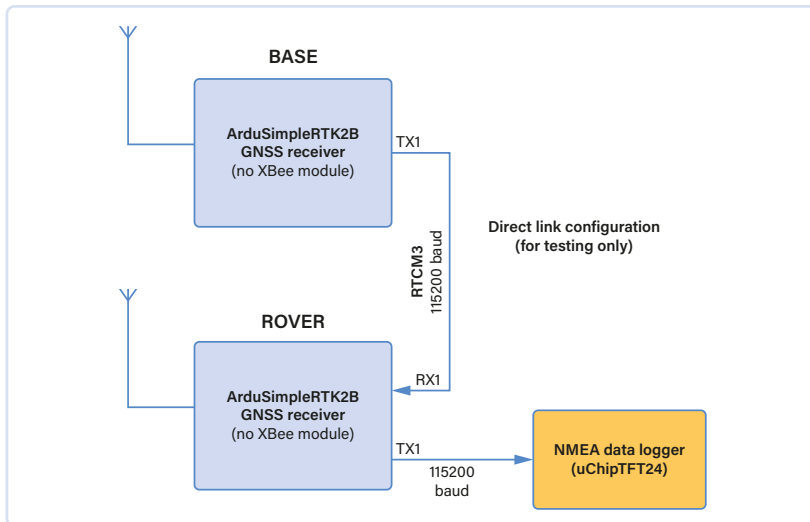 BASE
ArduSimpleRTK2B
GNSS receiver
(no XBee module)
TX1
RTCM3
115200 baud
Direct link configuration
(for testing only)
ROVER
RX1
ArduSimpleRTK2B
GNSS receiver
(no XBee module)
TX1
115200
baud
NMEA data logger
(uChipTFT24)